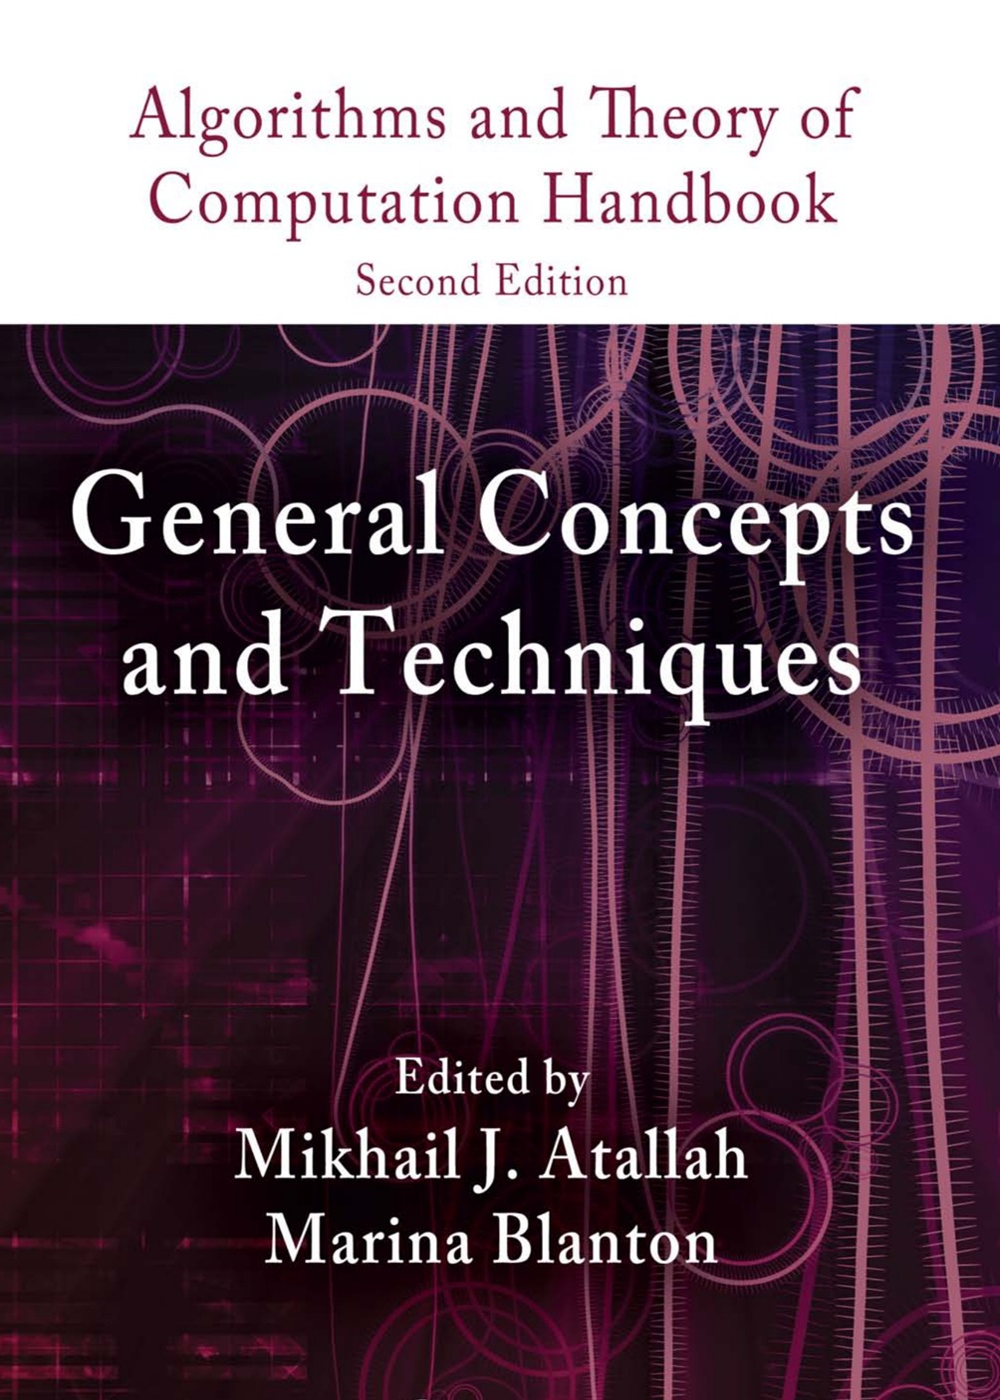 Algorithms and Theory of
Computation Handbook
Second Edition
General Concepts
and Techniques
Edited by
Mikhail J. Atallah
Marina Blanton